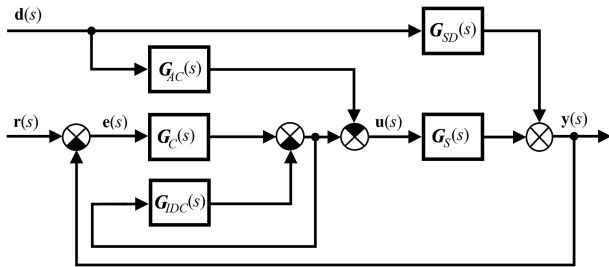 d(s)
G_SD(s)
G_AC(s)
r(s)
e(s)
G_C(s)
u(s)
G_S(s)
y(s)
G_IDC(s)